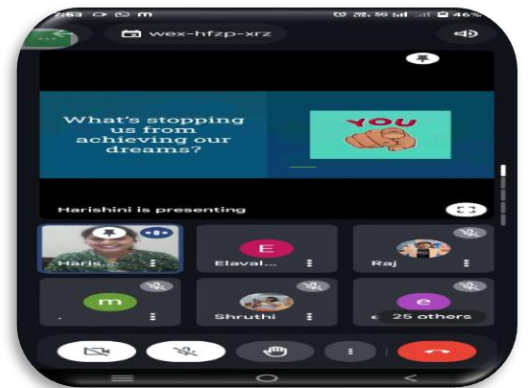 wex-hfzp-xrz
46%
What's stopping
us from
achieving our
dreams?
YOU
Harishini is presenting
Haris...
E
Elaval...
Raj
m
.
Shruthi
e
25 others